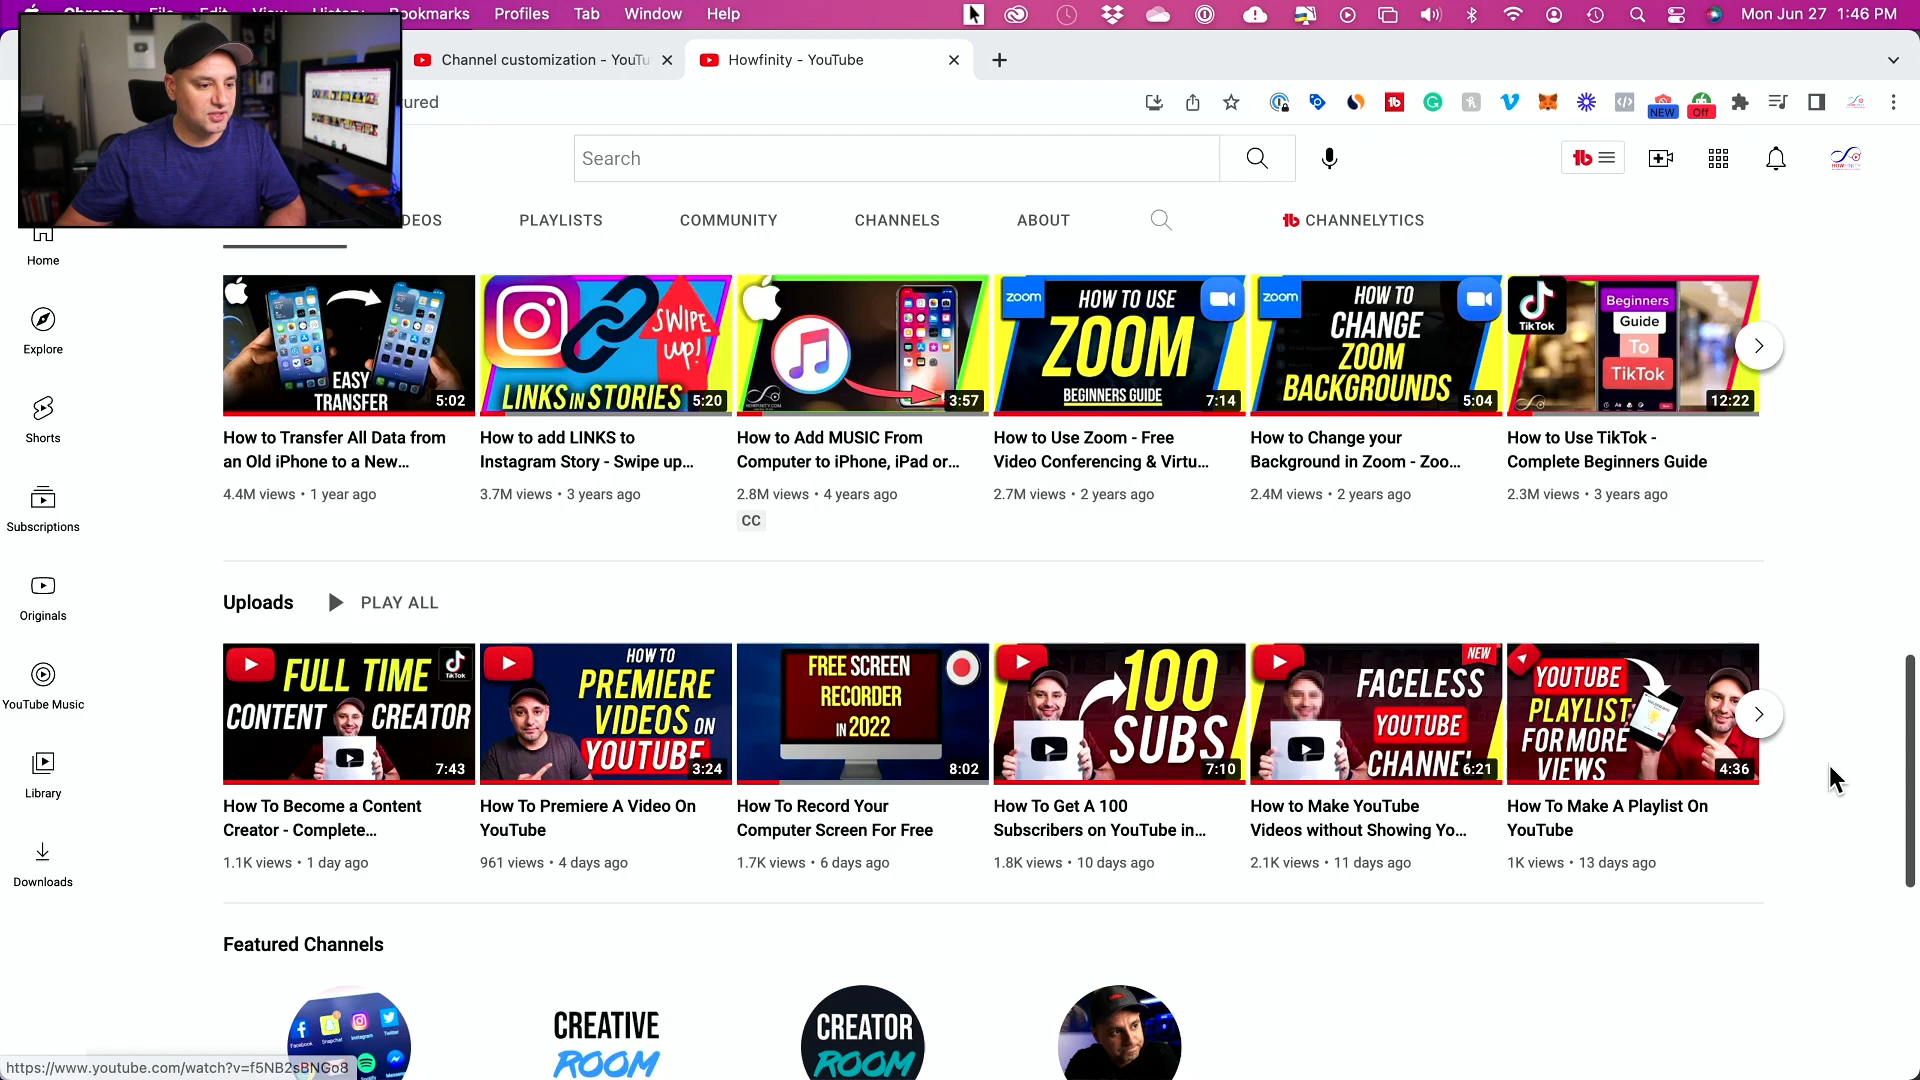 Bookmarks Profiles Tab Window Help
Mon Jun 27 1:46 PM
Channel customization - YouTu
Howfinity - YouTube
tured
NEW
Off
Search
DEOS
PLAYLISTS
COMMUNITY
CHANNELS
ABOUT
CHANNELYTICS
Home
Explore
Shorts
Subscriptions
Originals
YouTube Music
Library
Downloads
EASY
TRANSFER
5:02
How to Transfer All Data from
an Old iPhone to a New...
4.4M views • 1 year ago
SWIPE
UP!
LINKS IN STORIES
5:20
How to add LINKS to
Instagram Story - Swipe up...
3.7M views • 3 years ago
HOWFINITY.COM
3:57
How to Add MUSIC From
Computer to iPhone, iPad or...
2.8M views • 4 years ago
CC
zoom
HOW TO USE
ZOOM
BEGINNERS GUIDE
7:14
How to Use Zoom - Free
Video Conferencing & Virtu...
2.7M views • 2 years ago
zoom
HOW TO
CHANGE
ZOOM
BACKGROUNDS
5:04
How to Change your
Background in Zoom - Zoo...
2.4M views • 2 years ago
TikTok
Beginners
Guide
To
TikTok
12:22
How to Use TikTok -
Complete Beginners Guide
2.3M views • 3 years ago
Uploads
PLAY ALL
FULL TIME
CONTENT CREATOR
TikTok
7:43
How To Become a Content
Creator - Complete...
1.1K views • 1 day ago
HOW TO
PREMIERE
VIDEOS ON
YOUTUBE
3:24
How To Premiere A Video On
YouTube
961 views • 4 days ago
FREE SCREEN
RECORDER
IN 2022
8:02
How To Record Your
Computer Screen For Free
1.7K views • 6 days ago
100
SUBS
7:10
How To Get A 100
Subscribers on YouTube in...
1.8K views • 10 days ago
NEW
FACELESS
YOUTUBE
CHANNEL
6:21
How to Make YouTube
Videos without Showing Yo...
2.1K views • 11 days ago
YOUTUBE
PLAYLIST
FOR MORE
VIEWS
4:36
How To Make A Playlist On
YouTube
1K views • 13 days ago
Featured Channels
Facebook
Snapchat
Instagram
Twitter
CREATIVE
ROOM
CREATOR
ROOM
https://www.youtube.com/watch?v=f5NB2sBNGo8